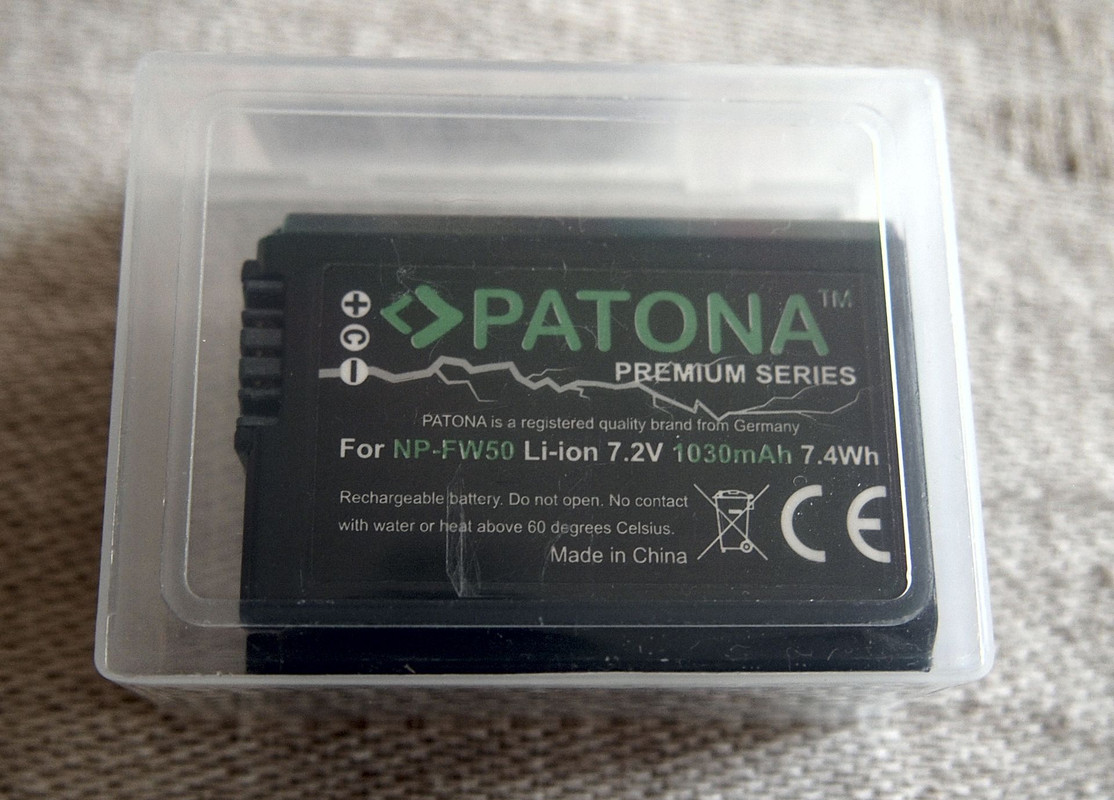 PATONA™
PREMIUM SERIES
PATONA is a registered quality brand from Germany
For NP-FW50 Li-ion 7.2V 1030mAh 7.4Wh
Rechargeable battery. Do not open. No contact
with water or heat above 60 degrees Celsius.
Made in China
+
C
−
CE